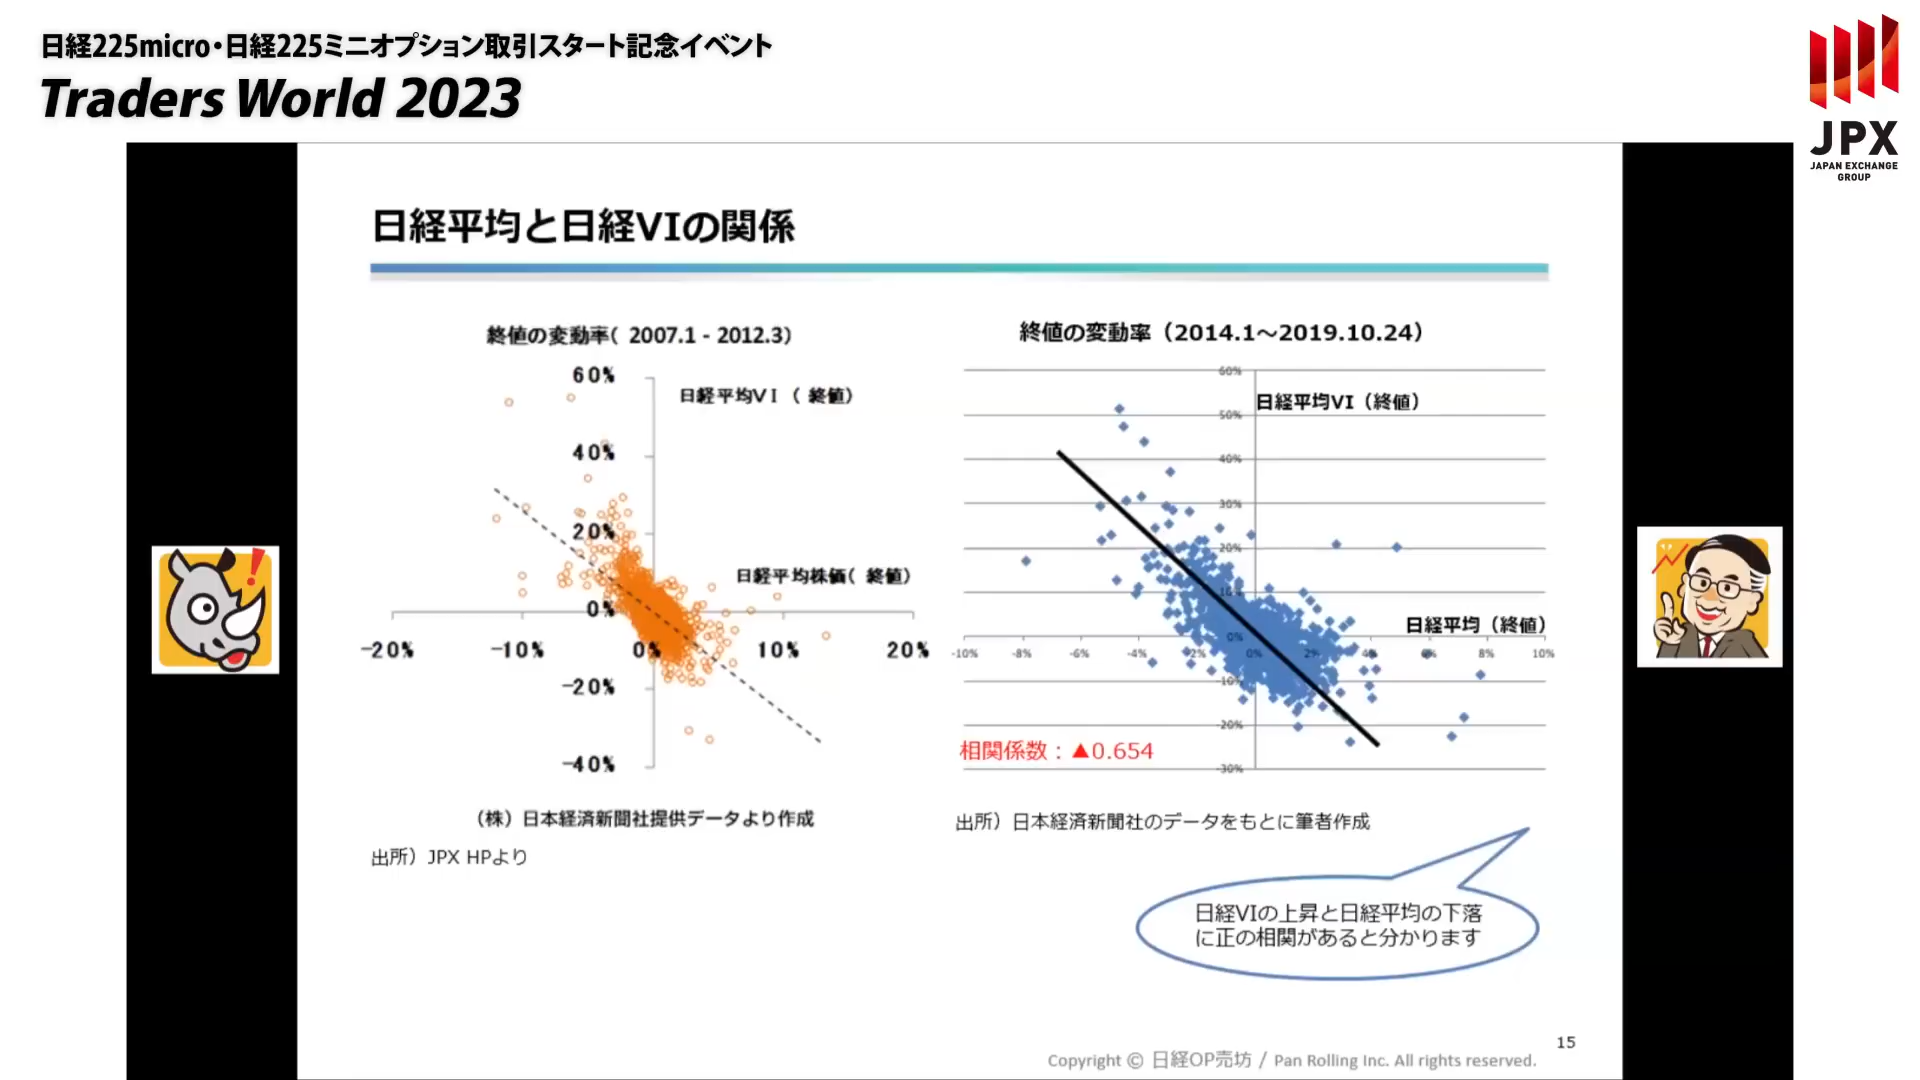 日経225micro・日経225ミニオプション取引スタート記念イベント
Traders World 2023
JPX
JAPAN EXCHANGE
GROUP
日経平均と日経VIの関係
終値の変動率( 2007.1 - 2012.3)
60%
日経平均VI( 終値)
40%
20%
日経平均株価( 終値)
0%
-20%
-10%
0%
10%
20%
-20%
-40%
(株)日本経済新聞社提供データより作成
出所)JPX HPより
終値の変動率(2014.1~2019.10.24)
60%
日経平均VI(終値)
50%
40%
30%
20%
10%
日経平均(終値)
0%
-10%
-8%
-6%
-4%
-2%
0%
2%
4%
6%
8%
10%
-10%
-20%
-30%
相関係数:▲0.654
出所)日本経済新聞社のデータをもとに筆者作成
日経VIの上昇と日経平均の下落
に正の相関があると分かります
15
Copyright © 日経OP売坊 / Pan Rolling Inc. All rights reserved.